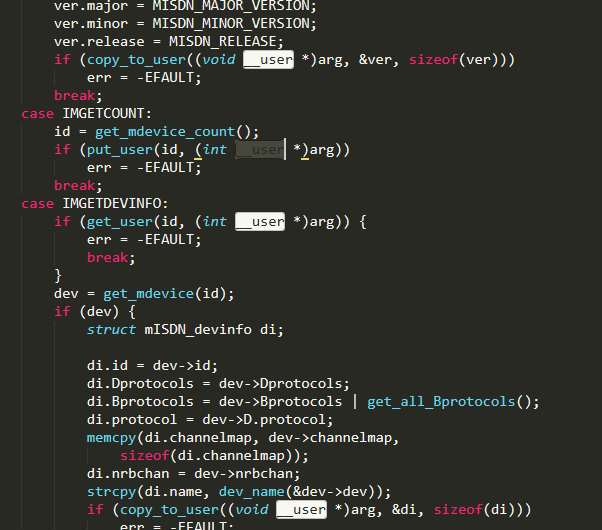 ver.major = MISDN_MAJOR_VERSION;
ver.minor = MISDN_MINOR_VERSION;
ver.release = MISDN_RELEASE;
if (copy_to_user((void __user *)arg, &ver, sizeof(ver)))
err = -EFAULT;
break;
case IMGETCOUNT:
id = get_mdevice_count();
if (put_user(id, (int __user *)arg))
err = -EFAULT;
break;
case IMGETDEVINFO:
if (get_user(id, (int __user *)arg)) {
err = -EFAULT;
break;
}
dev = get_mdevice(id);
if (dev) {
struct mISDN_devinfo di;
di.id = dev->id;
di.Dprotocols = dev->Dprotocols;
di.Bprotocols = dev->Bprotocols | get_all_Bprotocols();
di.protocol = dev->D.protocol;
memcpy(di.channelmap, dev->channelmap,
sizeof(di.channelmap));
di.nrbchan = dev->nrbchan;
strcpy(di.name, dev_name(&dev->dev));
if (copy_to_user((void __user *)arg, &di, sizeof(di)))
err = -EFAULT;